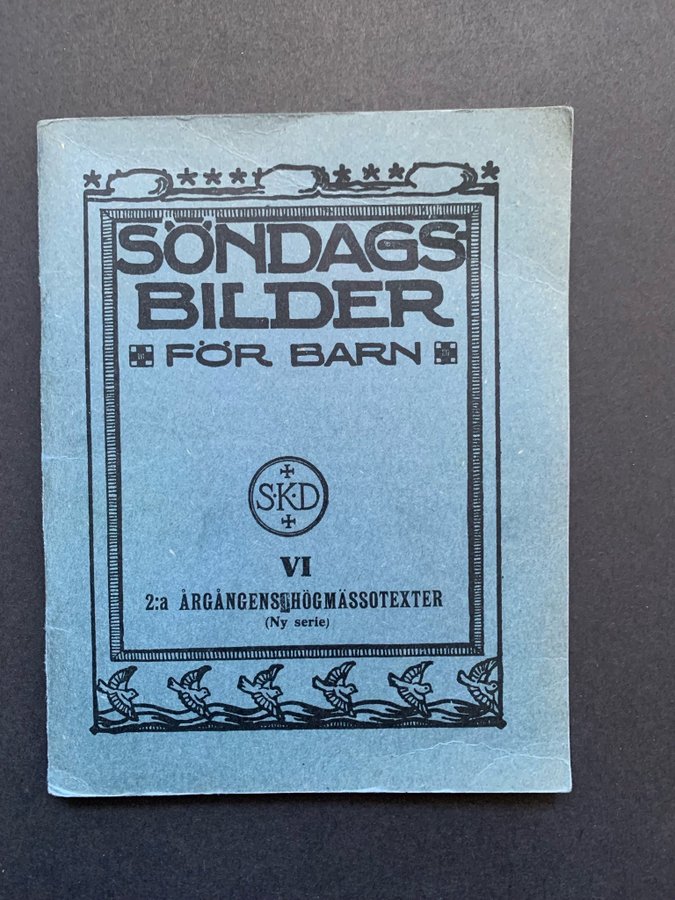 SÖNDAGS-
BILDER
FÖR BARN
S·K·D
VI
2:a ÅRGÅNGENS HÖGMÄSSOTEXTER
(Ny serie)